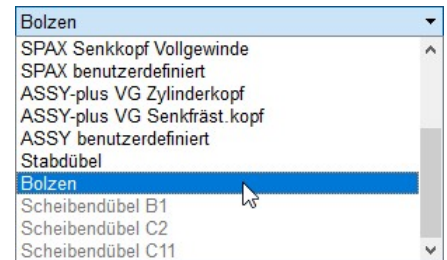 Bolzen
SPAX Senkkopf Vollgewinde
SPAX benutzerdefiniert
ASSY-plus VG Zylinderkopf
ASSY-plus VG Senkfräst.kopf
ASSY benutzerdefiniert
Stabdübel
Bolzen
Scheibendübel B1
Scheibendübel C2
Scheibendübel C11